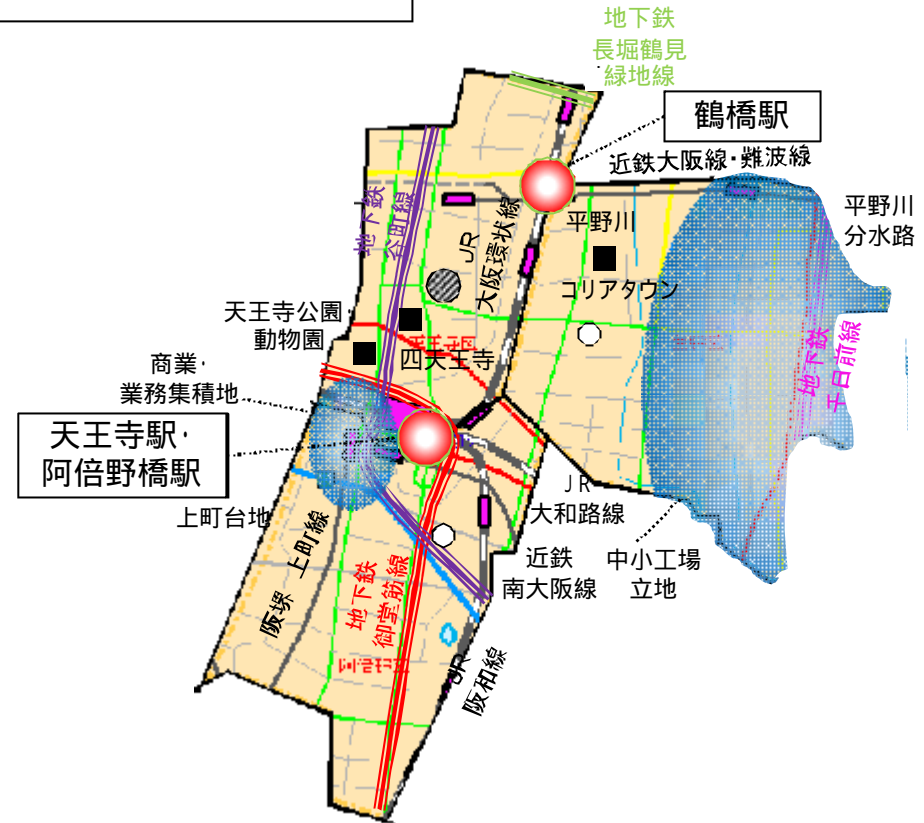 地下鉄
長堀鶴見
緑地線
鶴橋駅
近鉄大阪線・難波線
地下鉄
谷町線
JR
大阪環状線
平野川
平野川
分水路
コリアタウン
天王寺公園
動物園
四天王寺
商業・
業務集積地
地下鉄
千日前線
天王寺駅・
阿倍野橋駅
上町台地
JR
大和路線
阪堺 上町線
地下鉄
御堂筋線
近鉄
南大阪線
中小工場
立地
JR
阪和線